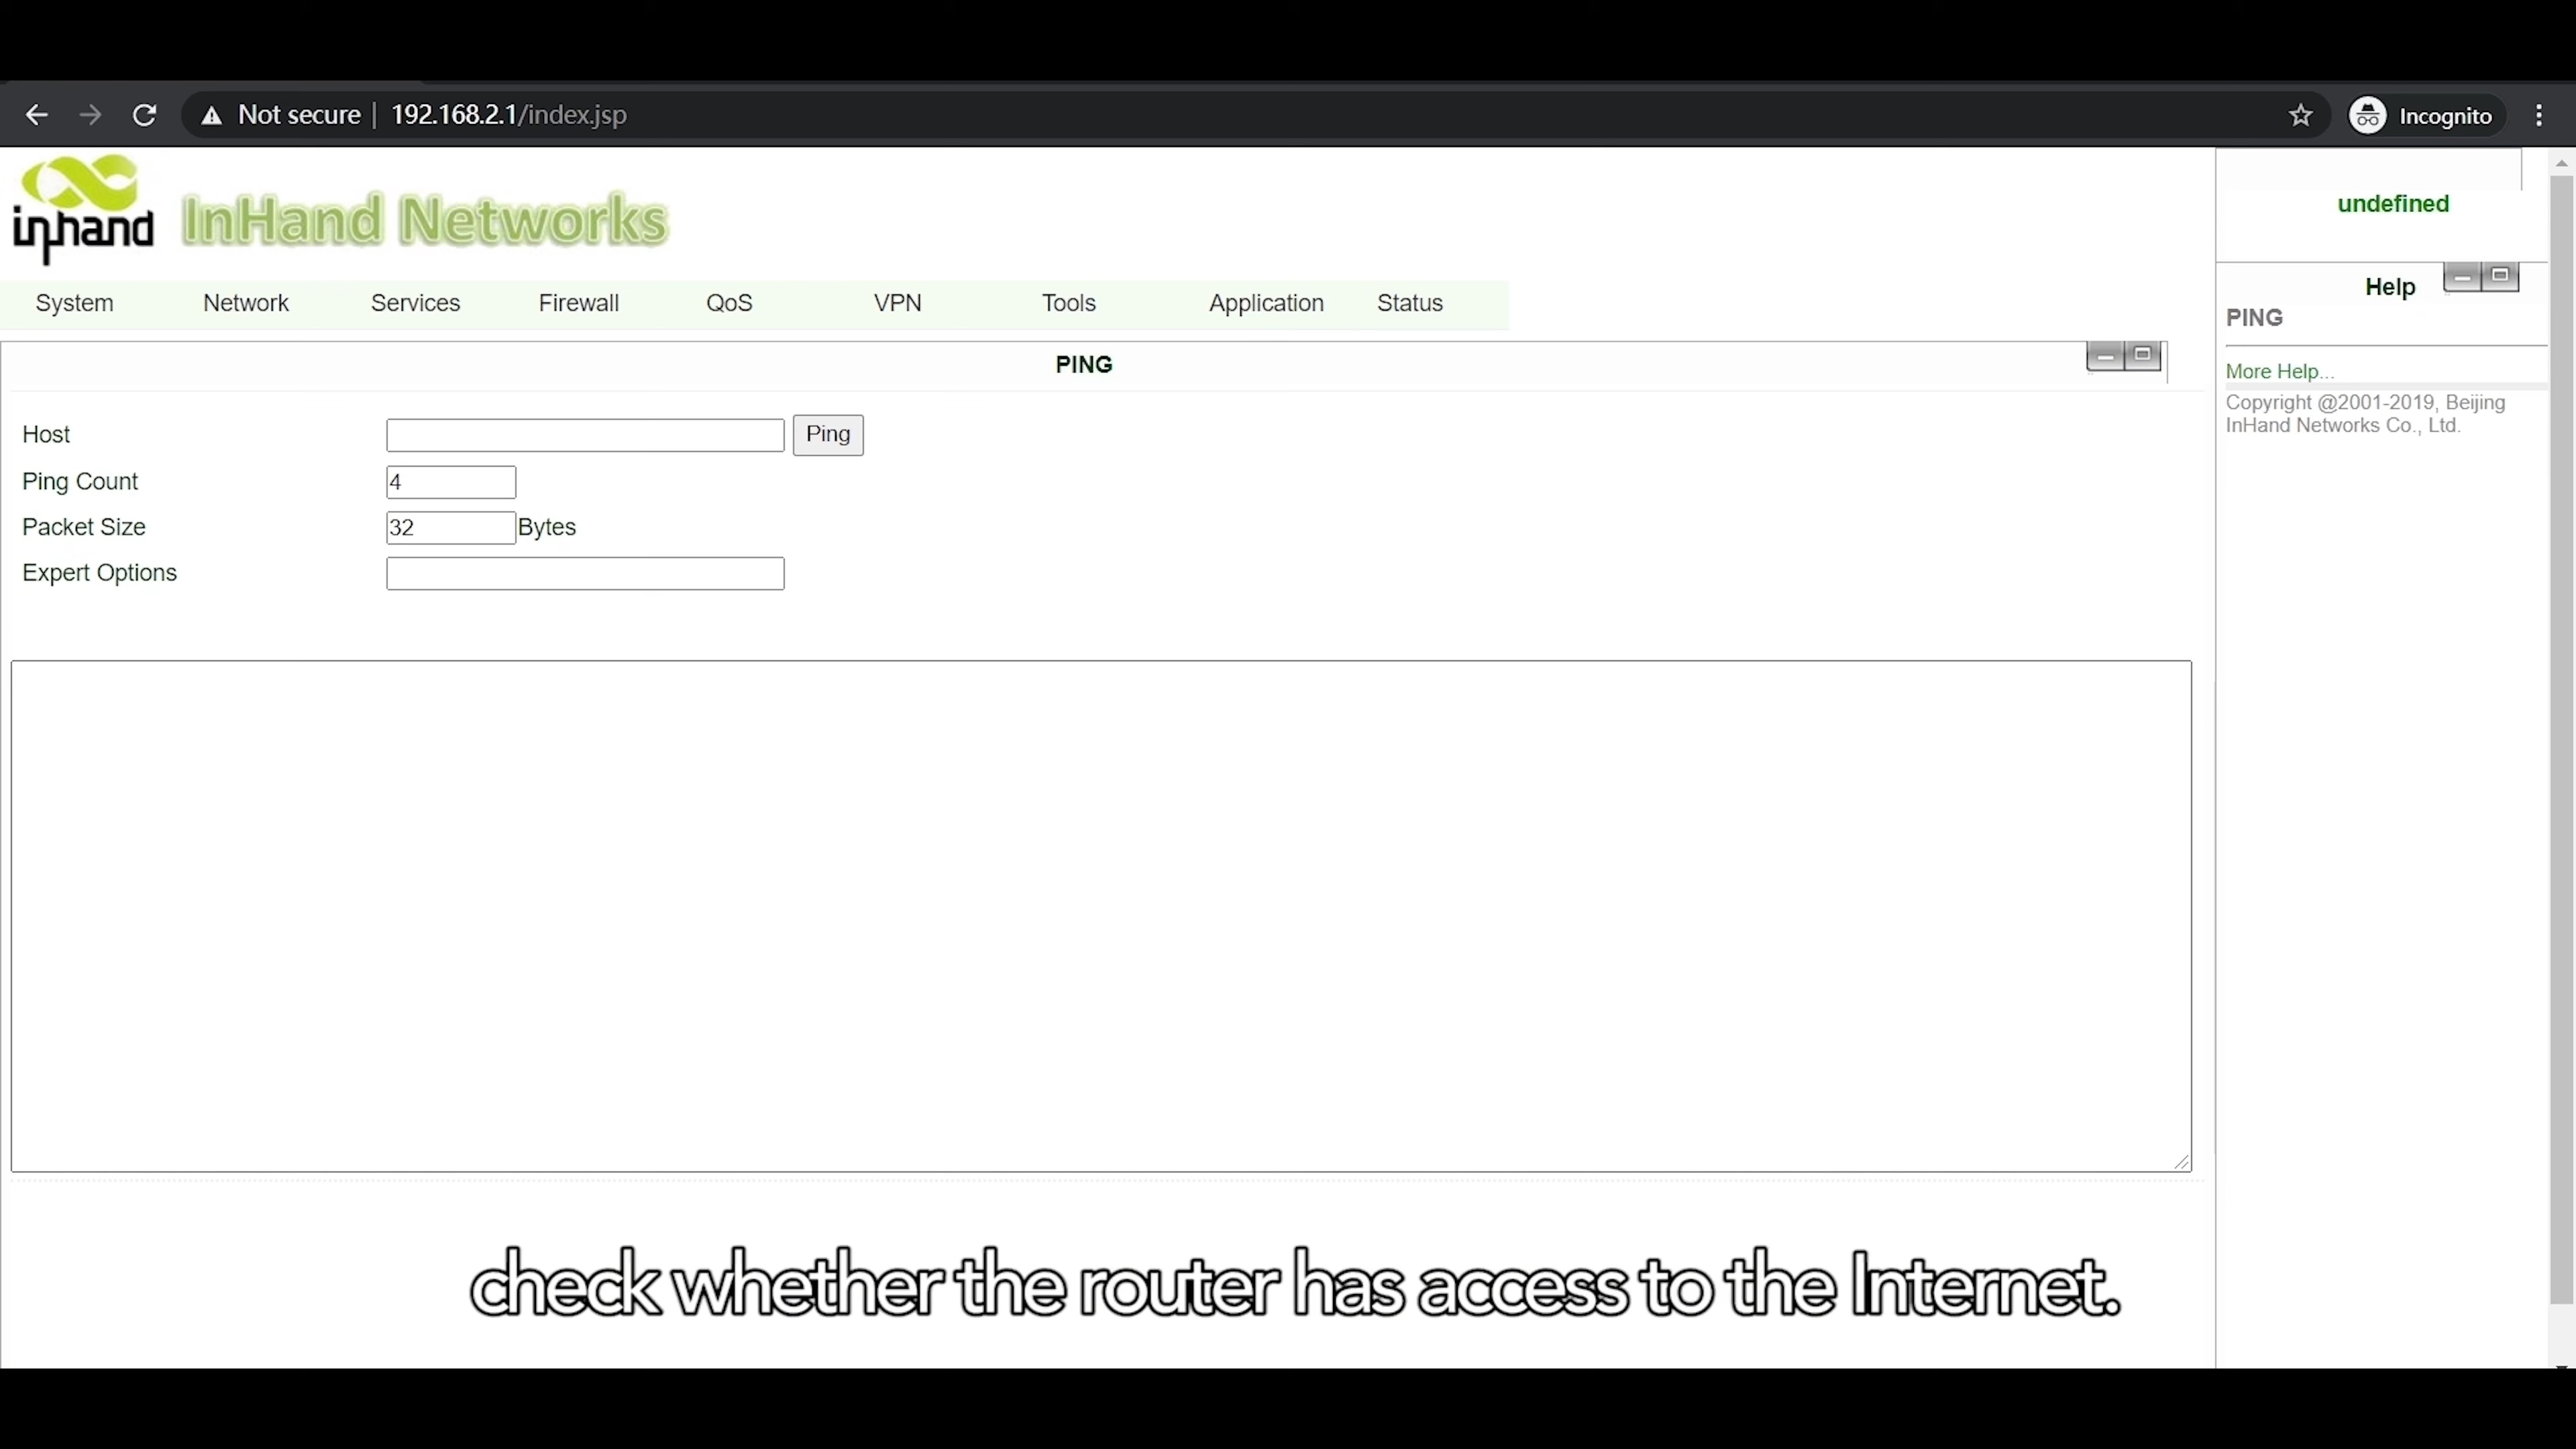 Not secure | 192.168.2.1/index.jsp
Incognito
inhand
InHand Networks
undefined
System Network Services Firewall QoS VPN Tools Application Status
Help
PING
More Help...
Copyright @2001-2019, Beijing
InHand Networks Co., Ltd.
PING
Host Ping
Ping Count 4
Packet Size 32 Bytes
Expert Options
check whether the router has access to the Internet.